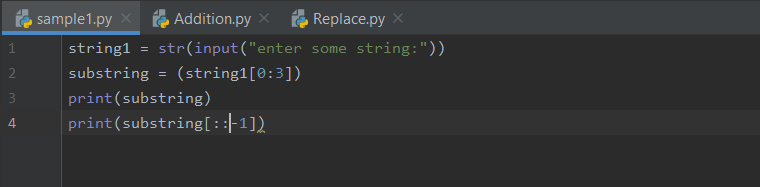 sample1.py × Addition.py × Replace.py ×
1 string1 = str(input("enter some string:"))
2 substring = (string1[0:3])
3 print(substring)
4 print(substring[::-1])